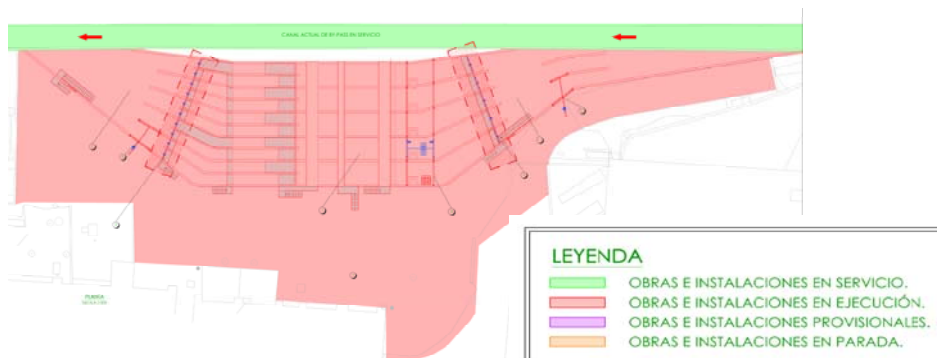 CANAL ACTUAL DE BY-PASS EN SERVICIO
LEYENDA
OBRAS E INSTALACIONES EN SERVICIO.
OBRAS E INSTALACIONES EN EJECUCIÓN.
OBRAS E INSTALACIONES PROVISIONALES.
OBRAS E INSTALACIONES EN PARADA.